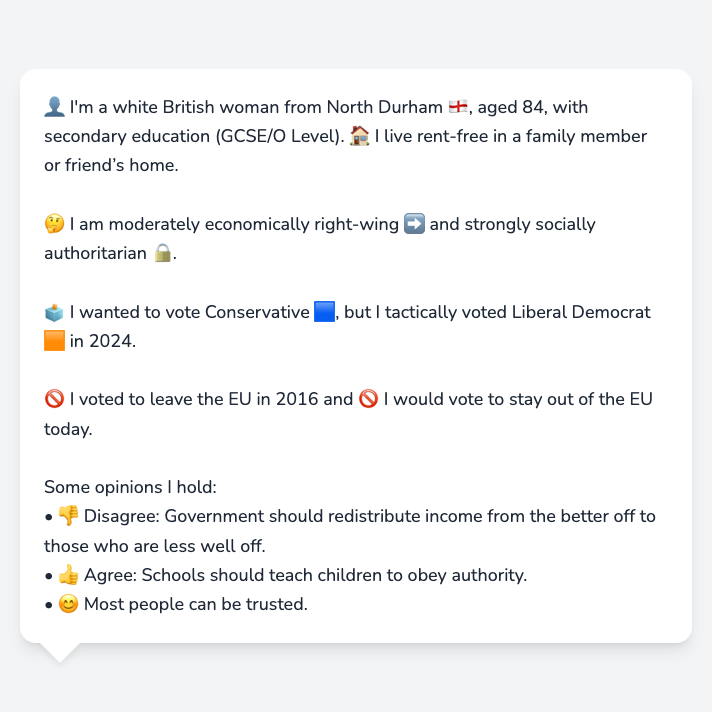 👤 I'm a white British woman from North Durham 🏴󠁧󠁢󠁥󠁮󠁧󠁿, aged 84, with
secondary education (GCSE/O Level). 🏠 I live rent-free in a family member
or friend’s home.
🤔 I am moderately economically right-wing ➡️ and strongly socially
authoritarian 🔒.
🗳️ I wanted to vote Conservative 🟦, but I tactically voted Liberal Democrat
🟧 in 2024.
🚫 I voted to leave the EU in 2016 and 🚫 I would vote to stay out of the EU
today.
Some opinions I hold:
• 👎 Disagree: Government should redistribute income from the better off to
those who are less well off.
• 👍 Agree: Schools should teach children to obey authority.
• 😊 Most people can be trusted.